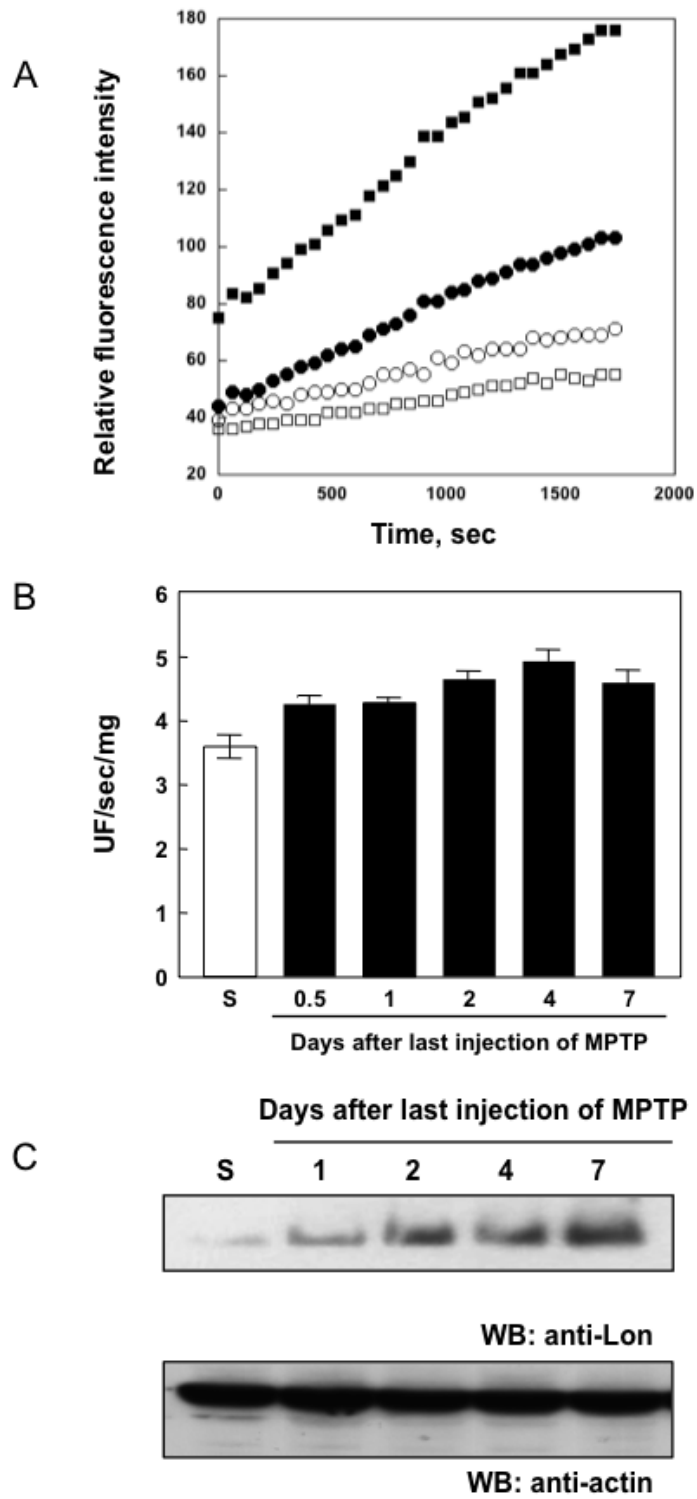 A
Relative fluorescence intensity
180
160
140
120
100
80
60
40
20
0 500 1000 1500 2000
Time, sec
B
UF/sec/mg
6
5
4
3
2
1
0
S 0.5 1 2 4 7
Days after last injection of MPTP
C
Days after last injection of MPTP
S 1 2 4 7
WB: anti-Lon
WB: anti-actin